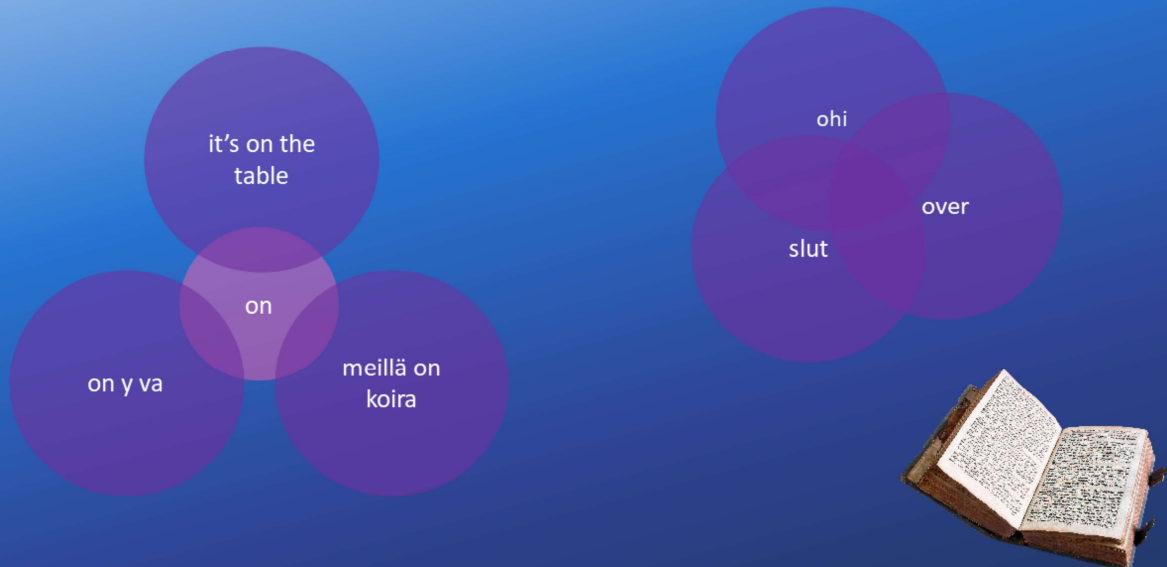 it's on the
table
on
on y va
meillä on
koira
ohi
over
slut